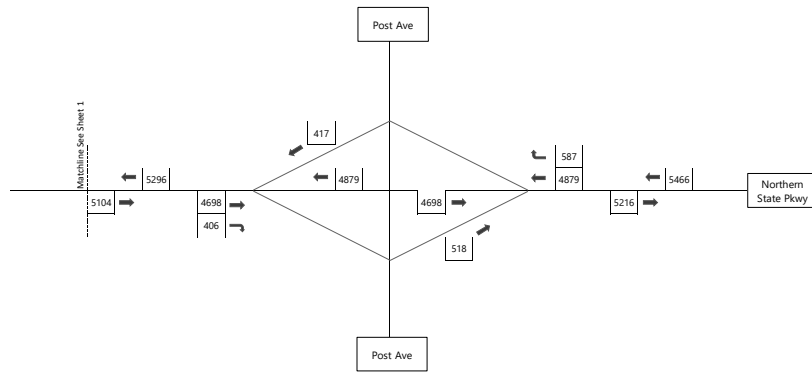 Post Ave
Matchline See Sheet 1
417
587
5296
4879
4879
5466
Northern
State Pkwy
5104
4698
4698
5216
406
518
Post Ave